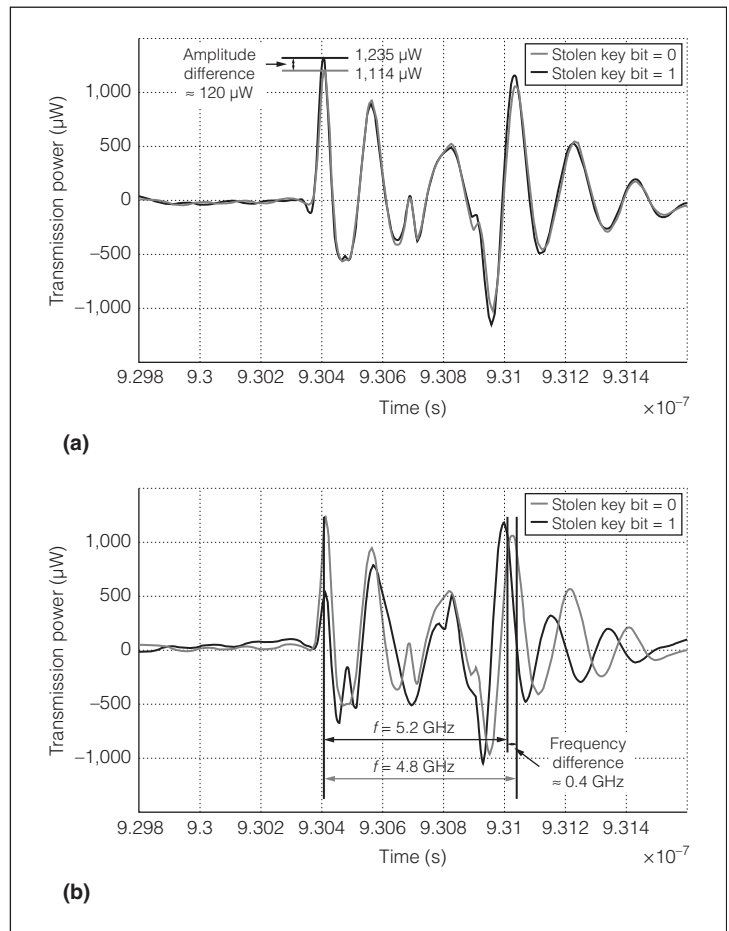 Amplitude
difference
≈ 120 µW
1,235 µW
1,114 µW
Stolen key bit = 0
Stolen key bit = 1
Transmission power (µW)
1,000
500
0
−500
−1,000
9.298 9.3 9.302 9.304 9.306 9.308 9.31 9.312 9.314
Time (s)
×10⁻⁷
(a)
Stolen key bit = 0
Stolen key bit = 1
Transmission power (µW)
1,000
500
0
−500
−1,000
f = 5.2 GHz
f = 4.8 GHz
Frequency
difference
≈ 0.4 GHz
9.298 9.3 9.302 9.304 9.306 9.308 9.31 9.312 9.314
Time (s)
×10⁻⁷
(b)